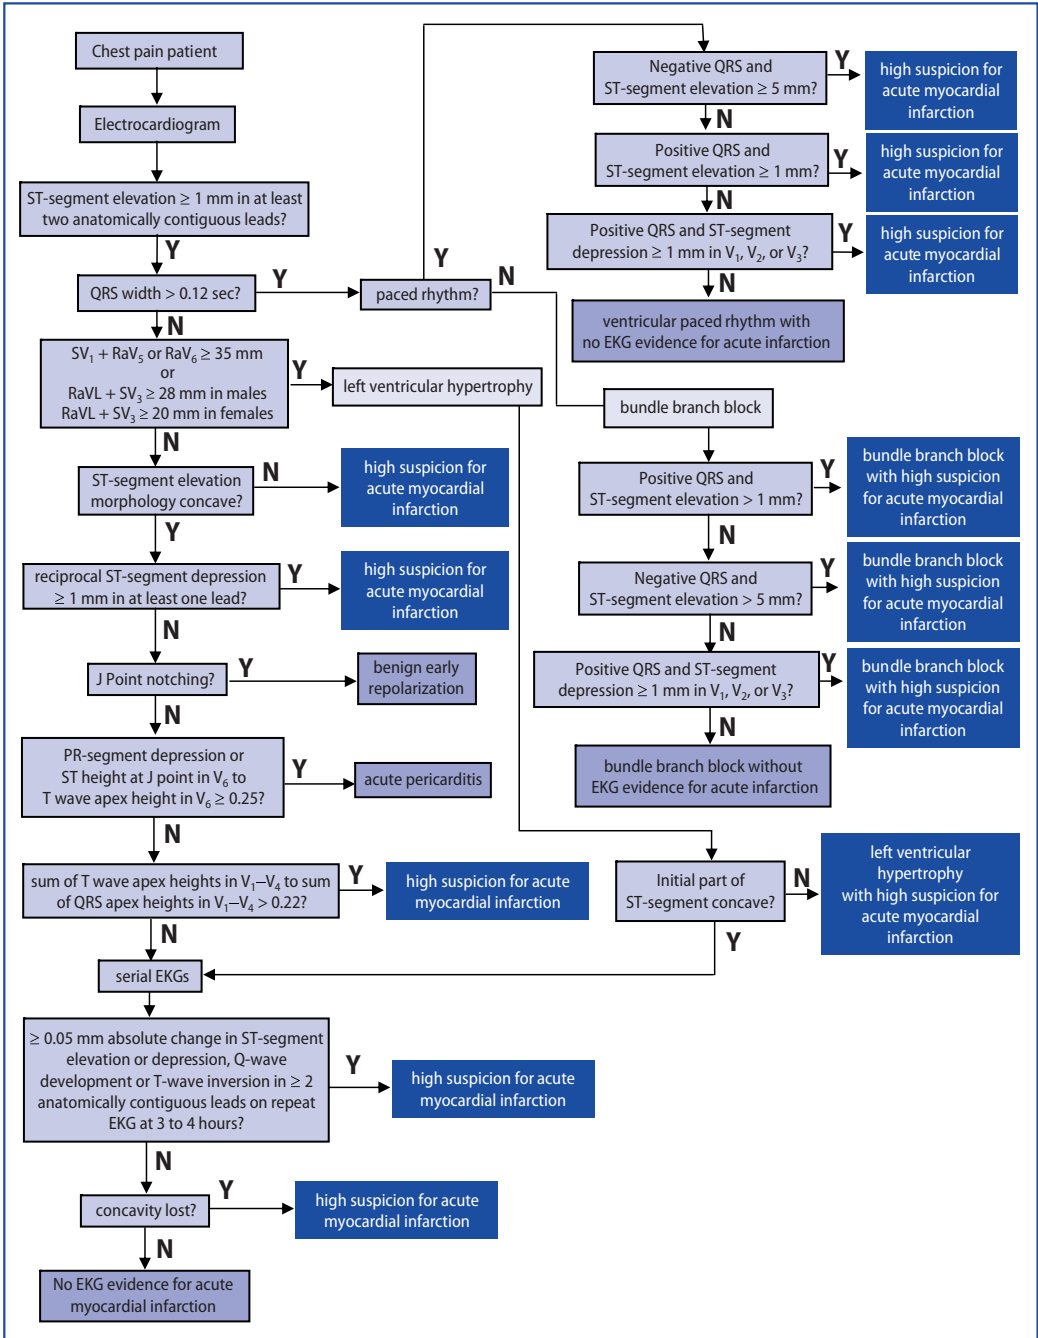 Chest pain patient
Electrocardiogram
ST-segment elevation ≥ 1 mm in at least
two anatomically contiguous leads?
Y
QRS width > 0.12 sec?
Y
N
paced rhythm?
Y
N
Negative QRS and
ST-segment elevation ≥ 5 mm?
Y
high suspicion for
acute myocardial
infarction
N
Positive QRS and
ST-segment elevation ≥ 1 mm?
Y
high suspicion for
acute myocardial
infarction
N
Positive QRS and ST-segment
depression ≥ 1 mm in V₁, V₂, or V₃?
Y
high suspicion for
acute myocardial
infarction
N
ventricular paced rhythm with
no EKG evidence for acute infarction
SV₁ + RaV₅ or RaV₆ ≥ 35 mm
or
RaVL + SV₃ ≥ 28 mm in males
RaVL + SV₃ ≥ 20 mm in females
Y
left ventricular hypertrophy
N
bundle branch block
Positive QRS and
ST-segment elevation > 1 mm?
Y
bundle branch block
with high suspicion
for acute myocardial
infarction
N
Negative QRS and
ST-segment elevation > 5 mm?
Y
bundle branch block
with high suspicion
for acute myocardial
infarction
N
Positive QRS and ST-segment
depression ≥ 1 mm in V₁, V₂, or V₃?
Y
bundle branch block
with high suspicion
for acute myocardial
infarction
N
bundle branch block without
EKG evidence for acute infarction
ST-segment elevation
morphology concave?
N
high suspicion for
acute myocardial
infarction
Y
reciprocal ST-segment depression
≥ 1 mm in at least one lead?
Y
high suspicion for
acute myocardial
infarction
N
J Point notching?
Y
benign early
repolarization
N
PR-segment depression or
ST height at J point in V₆ to
T wave apex height in V₆ ≥ 0.25?
Y
acute pericarditis
N
sum of T wave apex heights in V₁–V₄ to sum
of QRS apex heights in V₁–V₄ > 0.22?
Y
high suspicion for acute
myocardial infarction
N
Initial part of
ST-segment concave?
N
left ventricular
hypertrophy
with high suspicion for
acute myocardial
infarction
Y
serial EKGs
≥ 0.05 mm absolute change in ST-segment
elevation or depression, Q-wave
development or T-wave inversion in ≥ 2
anatomically contiguous leads on repeat
EKG at 3 to 4 hours?
Y
high suspicion for acute
myocardial infarction
N
concavity lost?
Y
high suspicion for acute
myocardial infarction
N
No EKG evidence for acute
myocardial infarction